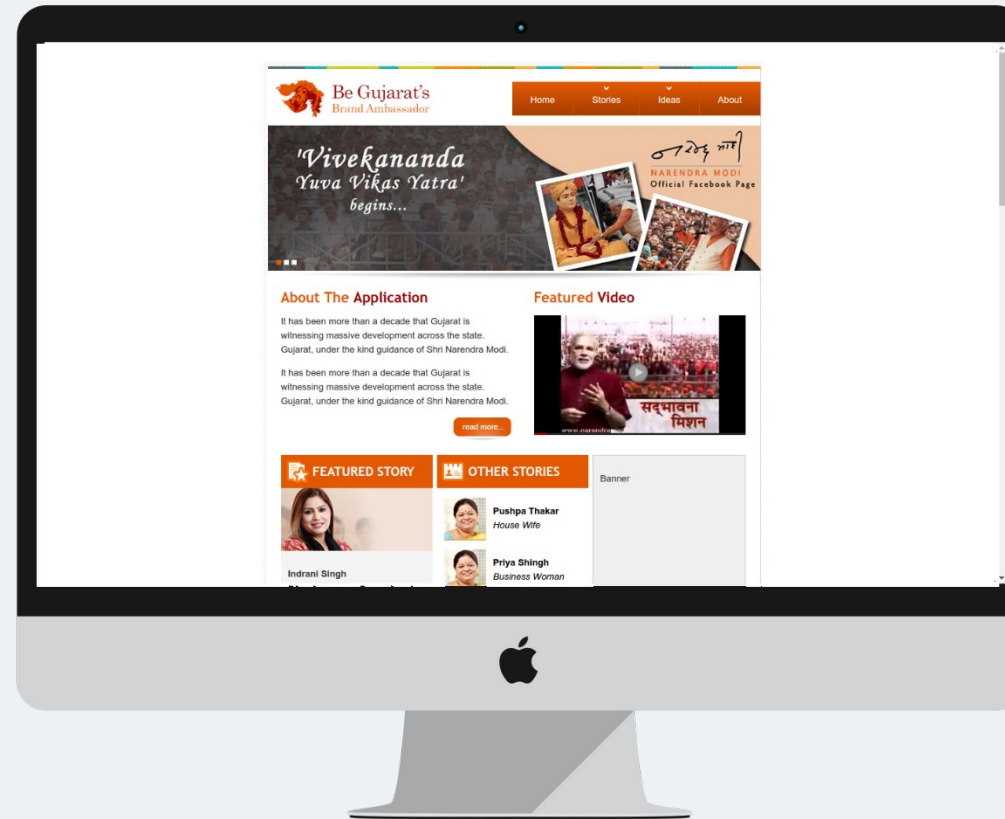 Be Gujarat's
Brand Ambassador
Home Stories Ideas About
'Vivekananda
Yuva Vikas Yatra'
begins...
NARENDRA MODI
Official Facebook Page
About The Application
It has been more than a decade that Gujarat is
witnessing massive development across the state.
Gujarat, under the kind guidance of Shri Narendra Modi.
It has been more than a decade that Gujarat is
witnessing massive development across the state.
Gujarat, under the kind guidance of Shri Narendra Modi.
read more...
Featured Video
सद्भावना
मिशन
FEATURED STORY
Indrani Singh
OTHER STORIES
Pushpa Thakar
House Wife
Priya Shingh
Business Woman
Banner